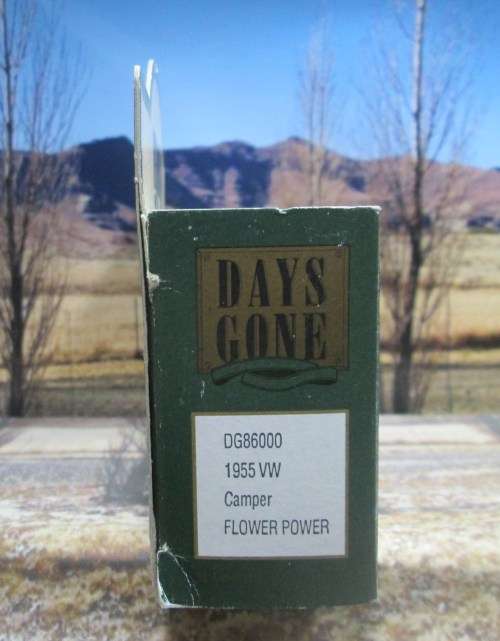 DAYS
GONE
DG86000
1955 VW
Camper
FLOWER POWER